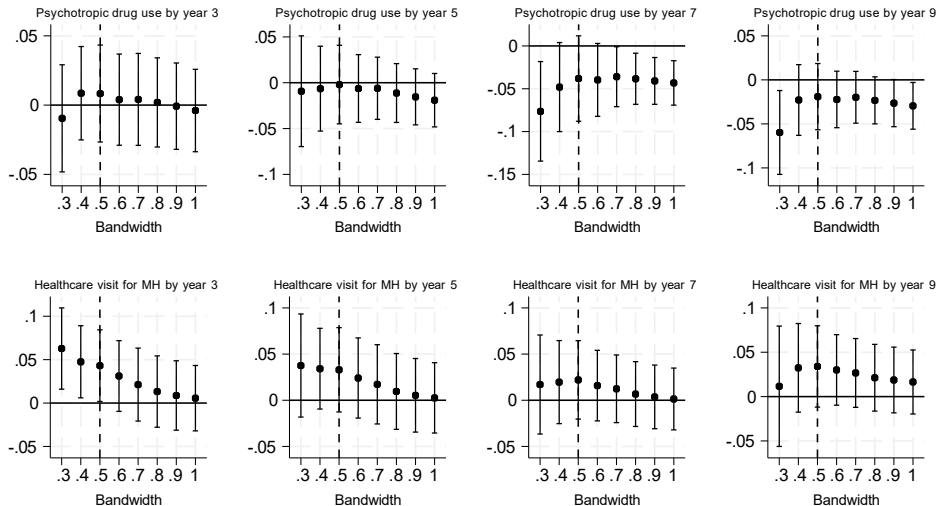 Psychotropic drug use by year 3
.05
0
-.05
.3 .4 .5 .6 .7 .8 .9 1
Bandwidth
Psychotropic drug use by year 5
.05
0
-.05
-.1
.3 .4 .5 .6 .7 .8 .9 1
Bandwidth
Psychotropic drug use by year 7
0
-.05
-.1
-.15
.3 .4 .5 .6 .7 .8 .9 1
Bandwidth
Psychotropic drug use by year 9
.05
0
-.05
-.1
.3 .4 .5 .6 .7 .8 .9 1
Bandwidth
Healthcare visit for MH by year 3
.1
.05
0
-.05
.3 .4 .5 .6 .7 .8 .9 1
Bandwidth
Healthcare visit for MH by year 5
.1
.05
0
-.05
.3 .4 .5 .6 .7 .8 .9 1
Bandwidth
Healthcare visit for MH by year 7
.1
.05
0
-.05
.3 .4 .5 .6 .7 .8 .9 1
Bandwidth
Healthcare visit for MH by year 9
.1
.05
0
-.05
.3 .4 .5 .6 .7 .8 .9 1
Bandwidth